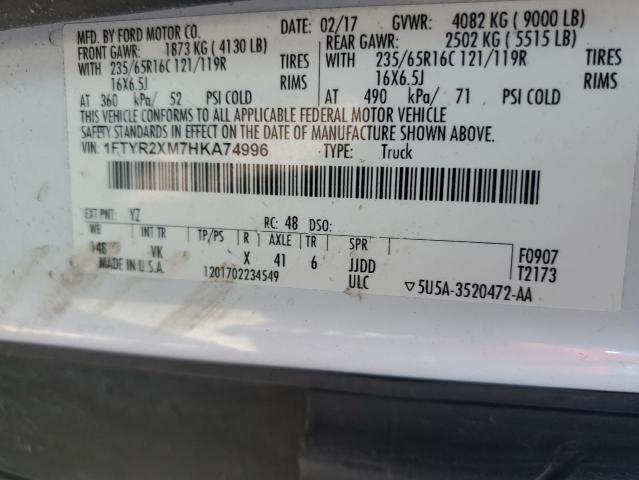 MFD. BY FORD MOTOR CO.
DATE: 02/17 GVWR: 4082 KG ( 9000 LB)
FRONT GAWR: 1873 KG ( 4130 LB)
REAR GAWR: 2502 KG ( 5515 LB)
WITH 235/65R16C 121/119R TIRES
WITH 235/65R16C 121/119R TIRES
16X6.5J RIMS
16X6.5J RIMS
AT 360 kPa/ 52 PSI COLD
AT 490 kPa/ 71 PSI COLD
THIS VEHICLE CONFORMS TO ALL APPLICABLE FEDERAL MOTOR VEHICLE
SAFETY STANDARDS IN EFFECT ON THE DATE OF MANUFACTURE SHOWN ABOVE.
VIN: 1FTYR2XM7HKA74996 TYPE: Truck
EXT PNT: YZ RC: 48 DSO:
WB INT TR TP/PS R AXLE TR SPR
148 VK X 41 6 JJDD
F0907
T2173
MADE IN U.S.A. 1201702234549 ULC ▽5U5A-3520472-AA